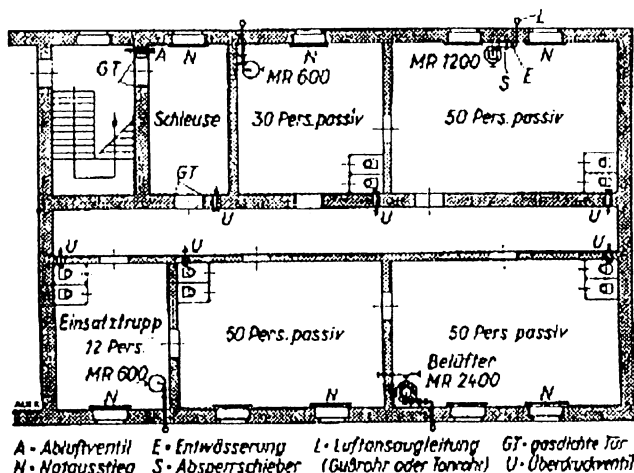 L
A
N
N
N
GT
MR 600
MR 1200
S
E
Schleuse
30 Pers. passiv
50 Pers. passiv
GT
U
U
U
U
U
U
Einsatztrupp
12 Pers.
MR 600
50 Pers. passiv
50 Pers. passiv
Belüfter
MR 2400
N
N
N
A - Abluftventil E - Entwässerung L - Luftansaugleitung GT - gasdichte Tür
N - Notausstieg S - Absperrschieber (Gußrohr oder Tonrohr) U - Überdruckventil